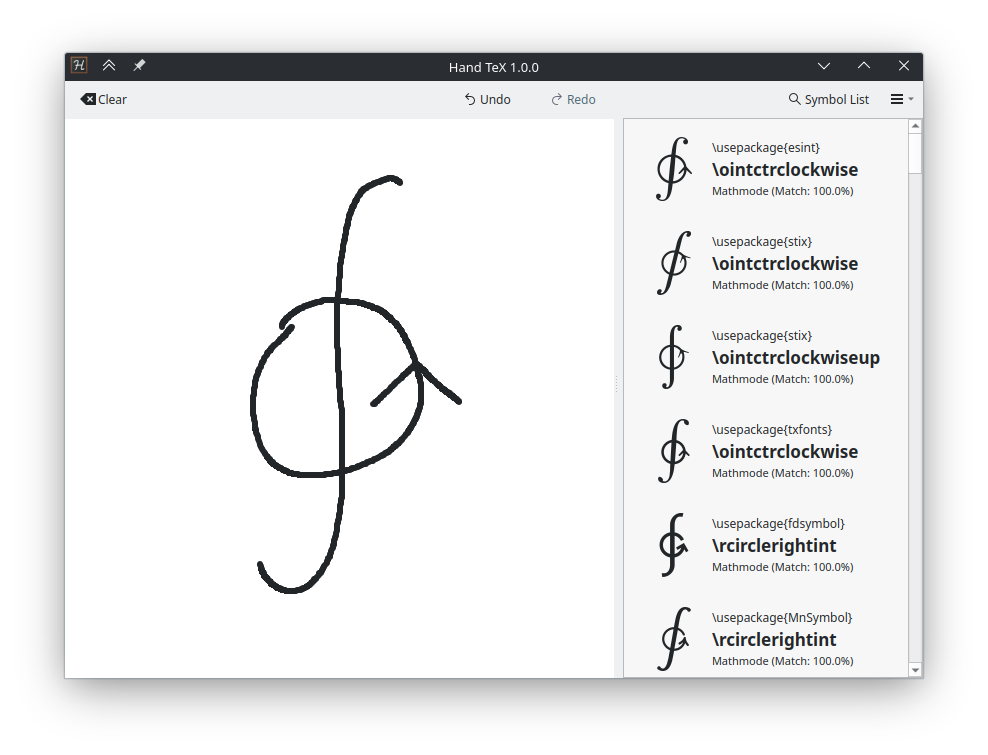 Hand TeX 1.0.0
Clear
Undo
Redo
Symbol List
\usepackage{esint}
\ointctrclockwise
Mathmode (Match: 100.0%)
\usepackage{stix}
\ointctrclockwise
Mathmode (Match: 100.0%)
\usepackage{stix}
\ointctrclockwiseup
Mathmode (Match: 100.0%)
\usepackage{txfonts}
\ointctrclockwise
Mathmode (Match: 100.0%)
\usepackage{fdsymbol}
\rcirclerightint
Mathmode (Match: 100.0%)
\usepackage{MnSymbol}
\rcirclerightint
Mathmode (Match: 100.0%)